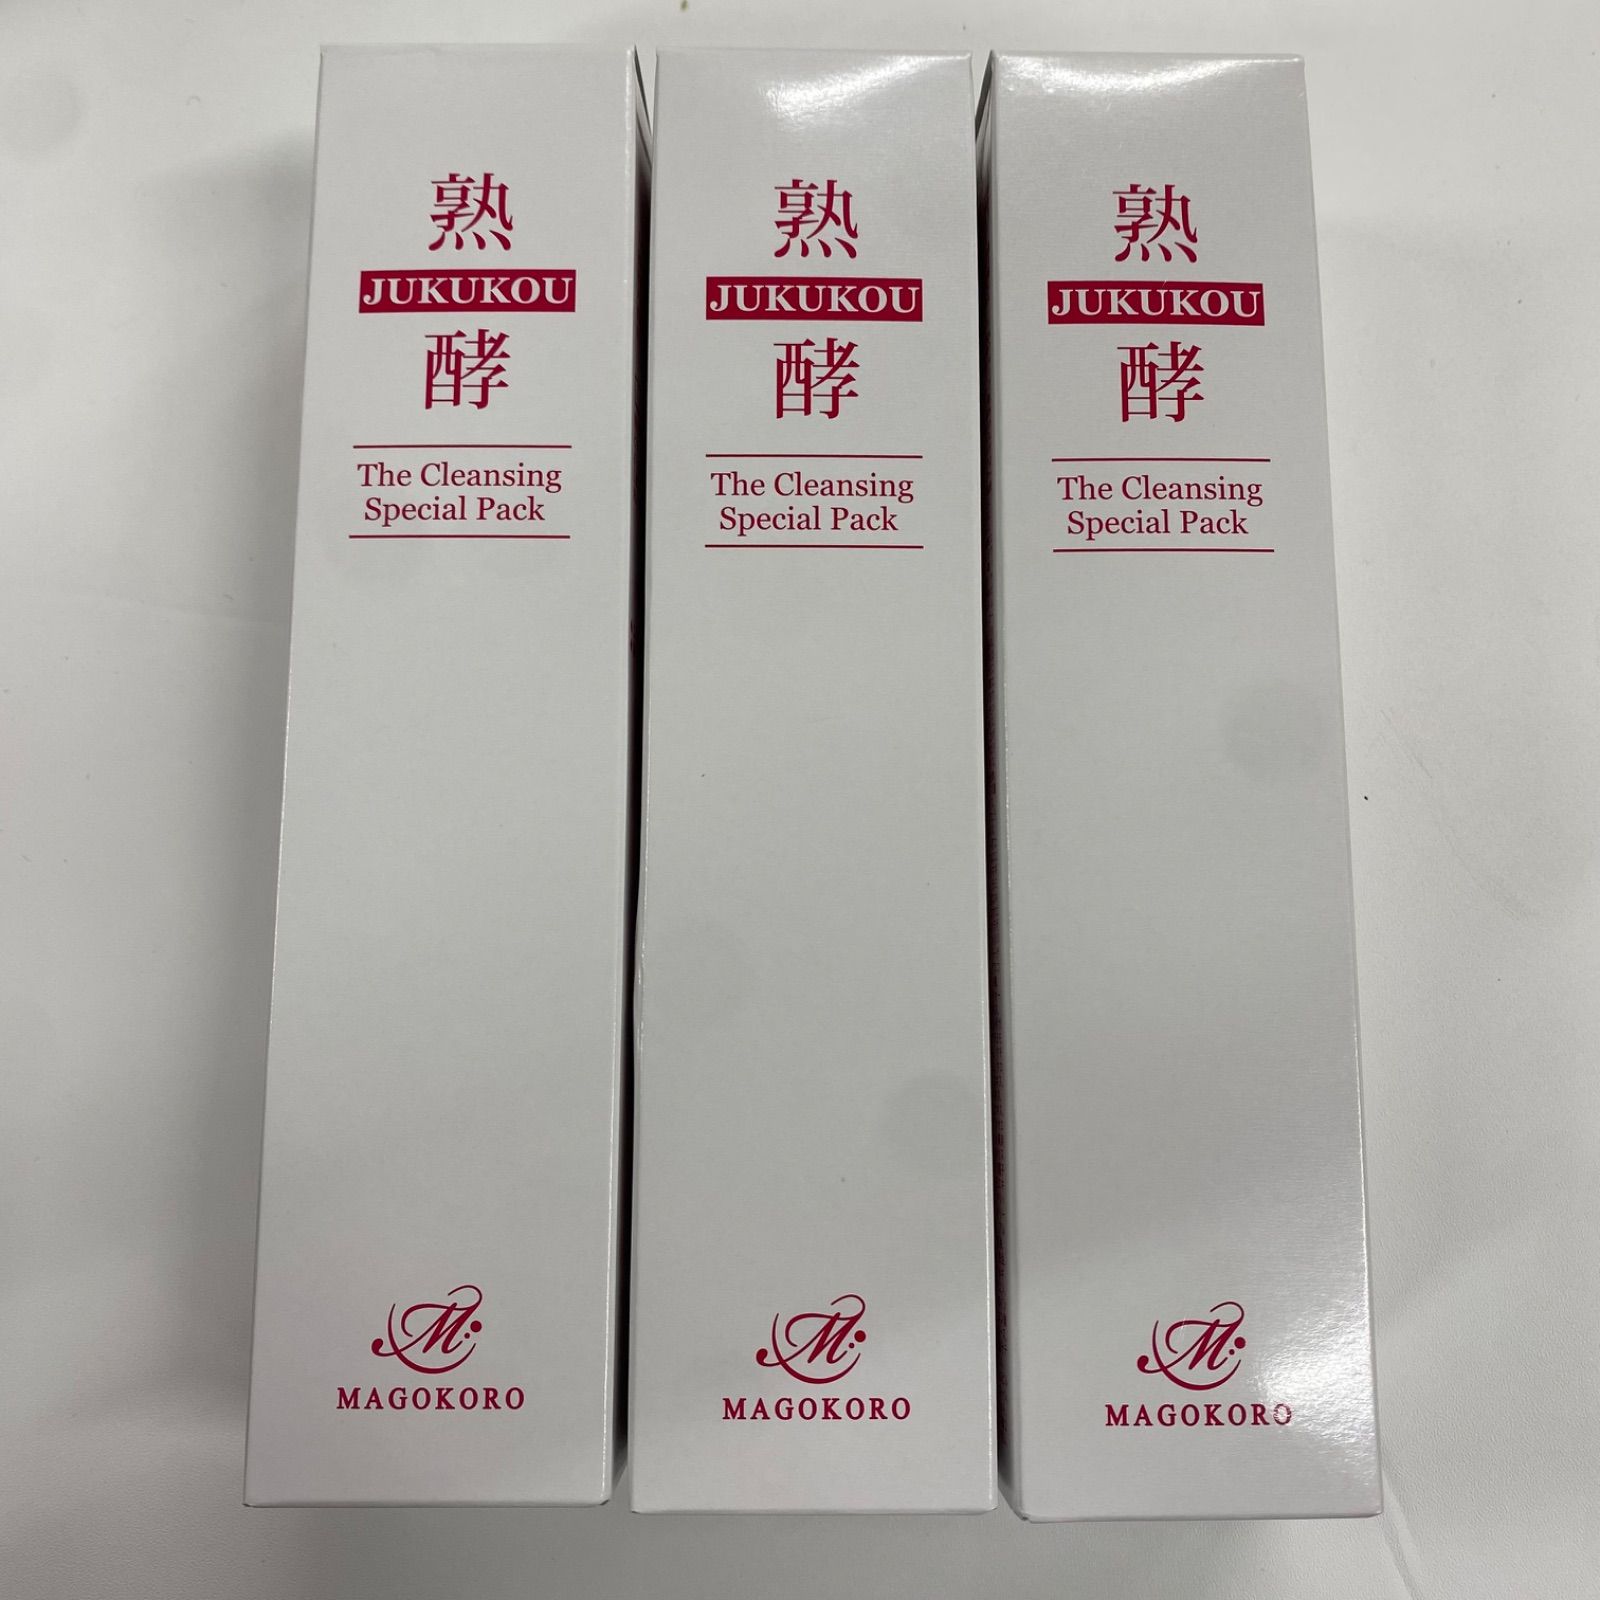 熟
JUKUKOU
酵
The Cleansing
Special Pack
M
MAGOKORO
熟
JUKUKOU
酵
The Cleansing
Special Pack
M
MAGOKORO
熟
JUKUKOU
酵
The Cleansing
Special Pack
M
MAGOKORO